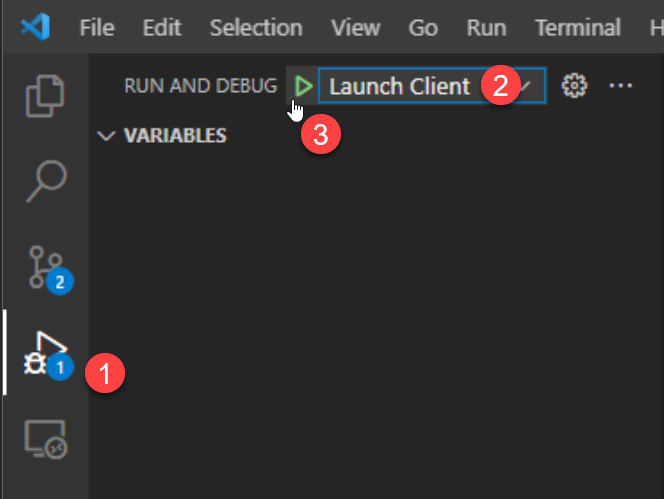 File Edit Selection View Go Run Terminal H
RUN AND DEBUG Launch Client 2
3
VARIABLES
2
1
1